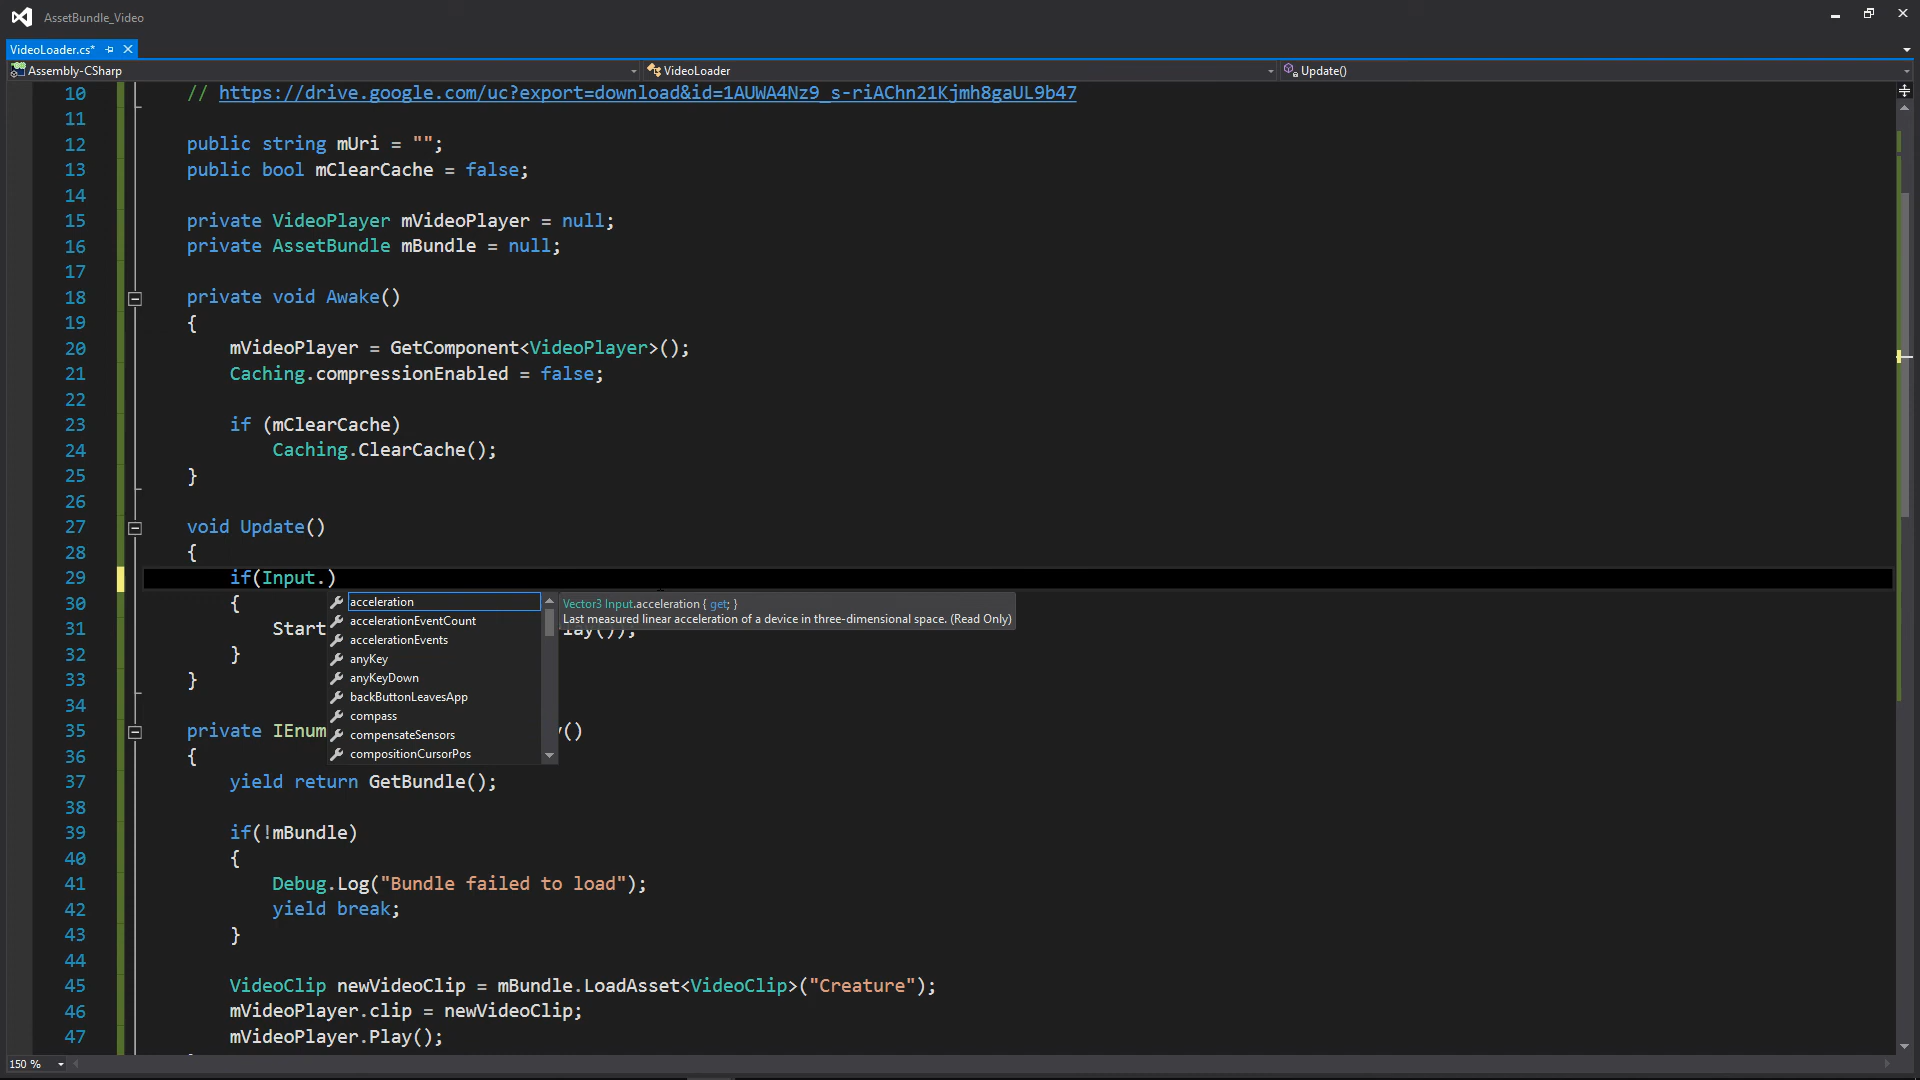 AssetBundle_Video
VideoLoader.cs*
Assembly-CSharp VideoLoader Update()
10 // https://drive.google.com/uc?export=download&id=1AUWA4Nz9_s-riAChn21Kjmh8gaUL9b47
11
12 public string mUri = "";
13 public bool mClearCache = false;
14
15 private VideoPlayer mVideoPlayer = null;
16 private AssetBundle mBundle = null;
17
18 private void Awake()
19 {
20 mVideoPlayer = GetComponent<VideoPlayer>();
21 Caching.compressionEnabled = false;
22
23 if (mClearCache)
24 Caching.ClearCache();
25 }
26
27 void Update()
28 {
29 if(Input.)
30 {
31 Start lay());
32 }
33 }
34
35 private IEnum y()
36 {
37 yield return GetBundle();
38
39 if(!mBundle)
40 {
41 Debug.Log("Bundle failed to load");
42 yield break;
43 }
44
45 VideoClip newVideoClip = mBundle.LoadAsset<VideoClip>("Creature");
46 mVideoPlayer.clip = newVideoClip;
47 mVideoPlayer.Play();
acceleration
accelerationEventCount
accelerationEvents
anyKey
anyKeyDown
backButtonLeavesApp
compass
compensateSensors
compositionCursorPos
Vector3 Input.acceleration { get; }
Last measured linear acceleration of a device in three-dimensional space. (Read Only)
150 %